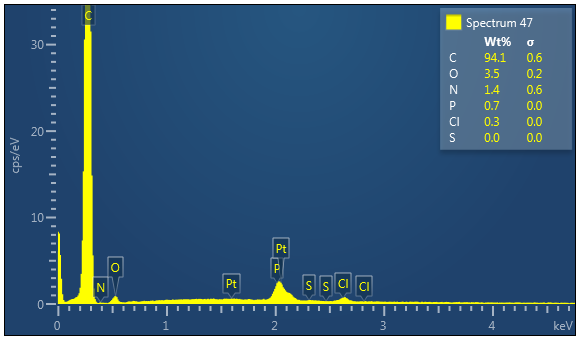 Spectrum 47
Wt% σ
C 94.1 0.6
O 3.5 0.2
N 1.4 0.6
P 0.7 0.0
Cl 0.3 0.0
S 0.0 0.0
cps/eV
30
20
10
0
C
N
O
Pt
Pt
P
S
S
Cl
Cl
0 1 2 3 4 keV